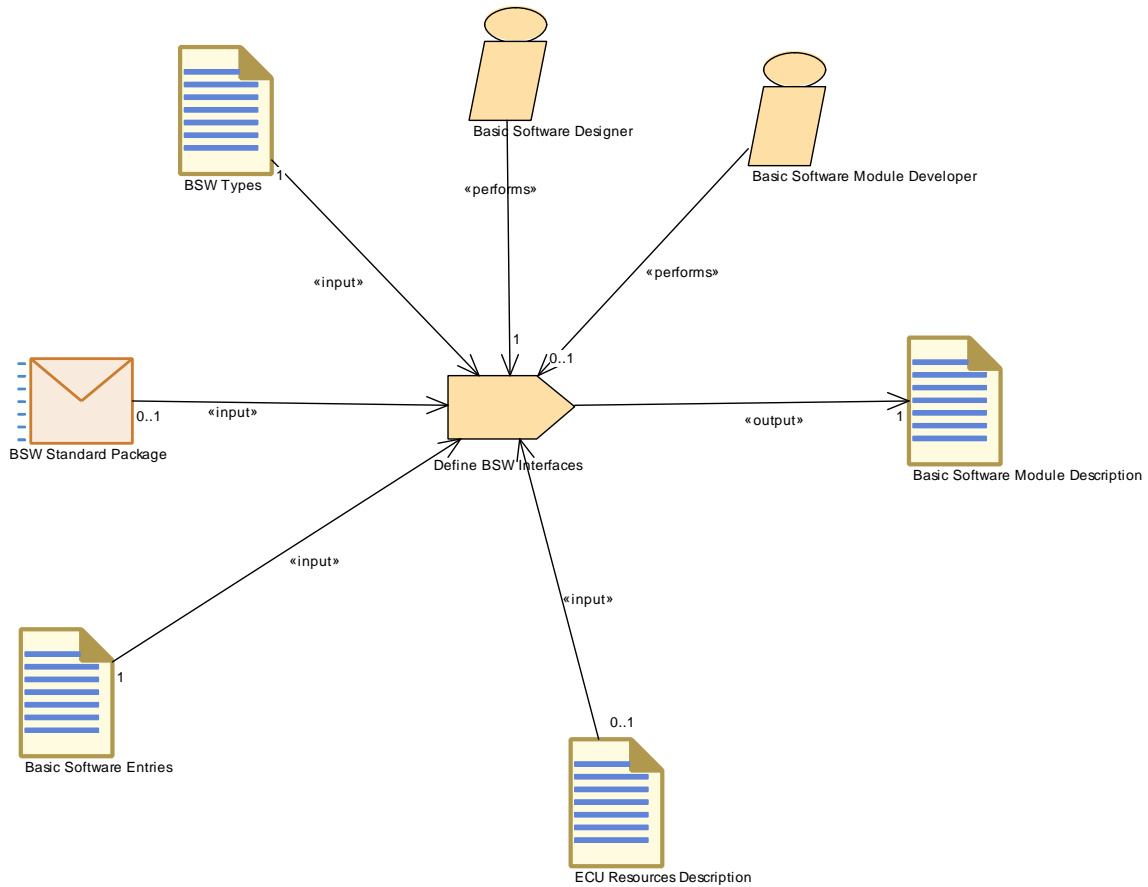 Basic Software Designer
BSW Types
1
Basic Software Module Developer
«performs»
«performs»
«input»
1
0..1
0..1
«input»
«output»
1
BSW Standard Package
Define BSW Interfaces
Basic Software Module Description
«input»
«input»
1
0..1
Basic Software Entries
ECU Resources Description